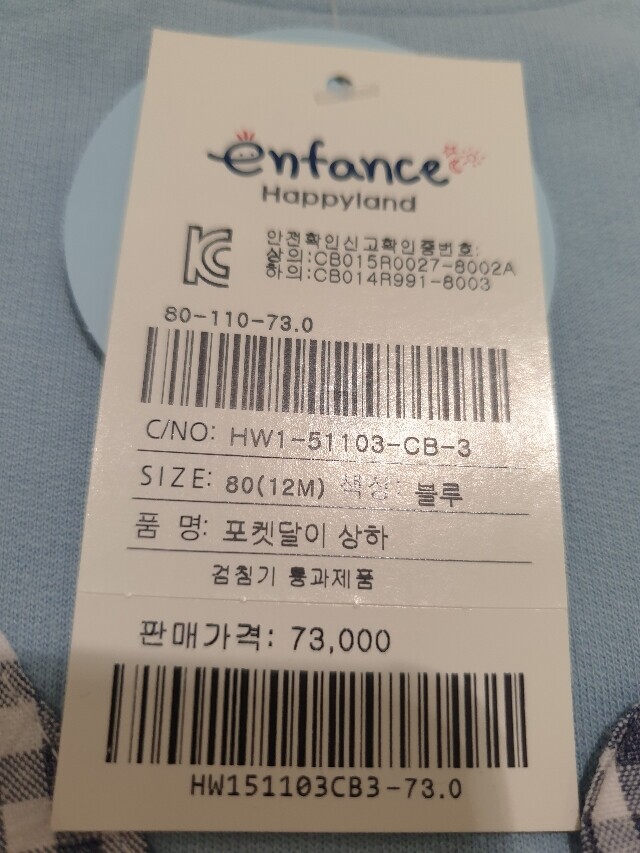 enfance
Happyland
안전확인신고확인증번호:
상의:CB015R0027-8002A
하의:CB014R991-8003
80-110-73.0
C/NO: HW1-51103-CB-3
SIZE: 80(12M) 색상: 블루
품 명: 포켓달이 상하
검침기 통과제품
판매가격: 73,000
HW151103CB3-73.0